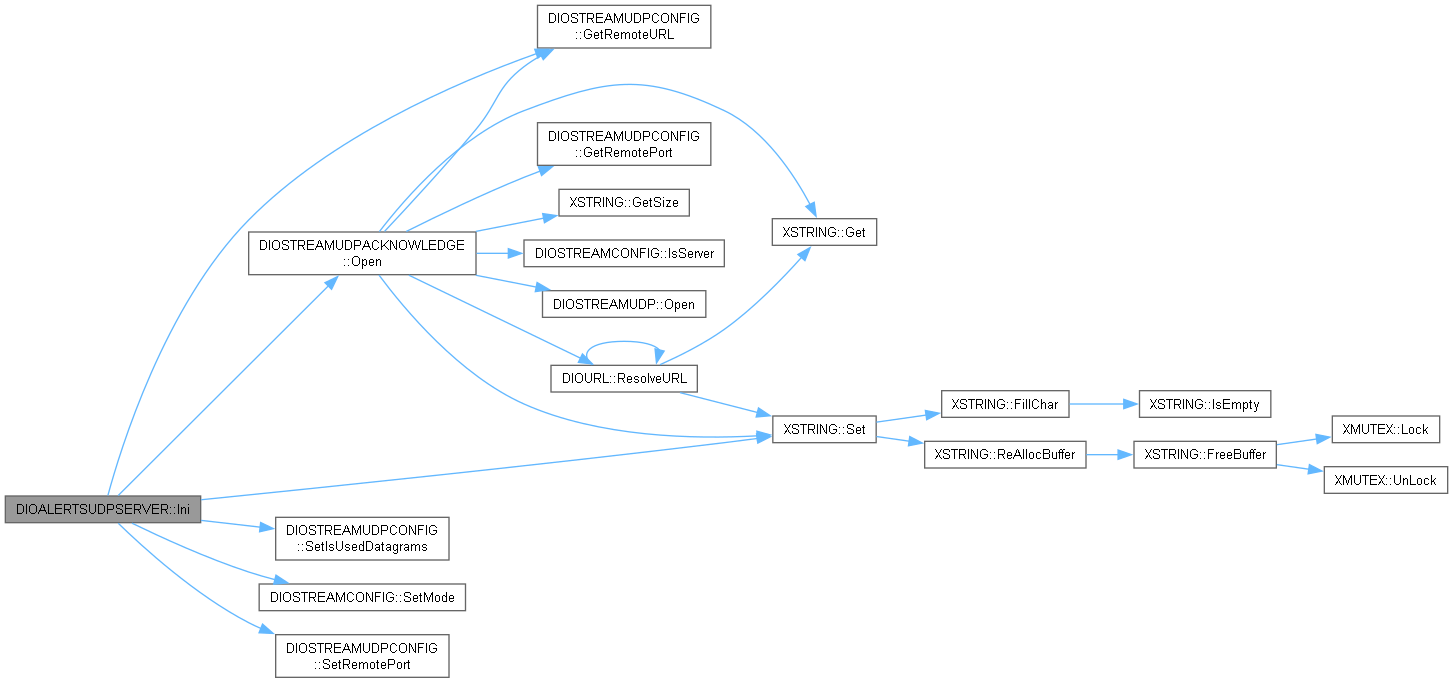 DIOSTREAMUDPCONFIG
::GetRemoteURL
DIOSTREAMUDPCONFIG
::GetRemotePort
XSTRING::GetSize
XSTRING::Get
DIOSTREAMUDPACKNOWLEDGE
::Open
DIOSTREAMCONFIG::IsServer
DIOSTREAMUDP::Open
DIOURL::ResolveURL
XSTRING::FillChar
XSTRING::IsEmpty
XSTRING::Set
XMUTEX::Lock
XSTRING::ReAllocBuffer
XSTRING::FreeBuffer
XMUTEX::UnLock
DIOALERTSUDPSERVER::Ini
DIOSTREAMUDPCONFIG
::SetIsUsedDatagrams
DIOSTREAMCONFIG::SetMode
DIOSTREAMUDPCONFIG
::SetRemotePort